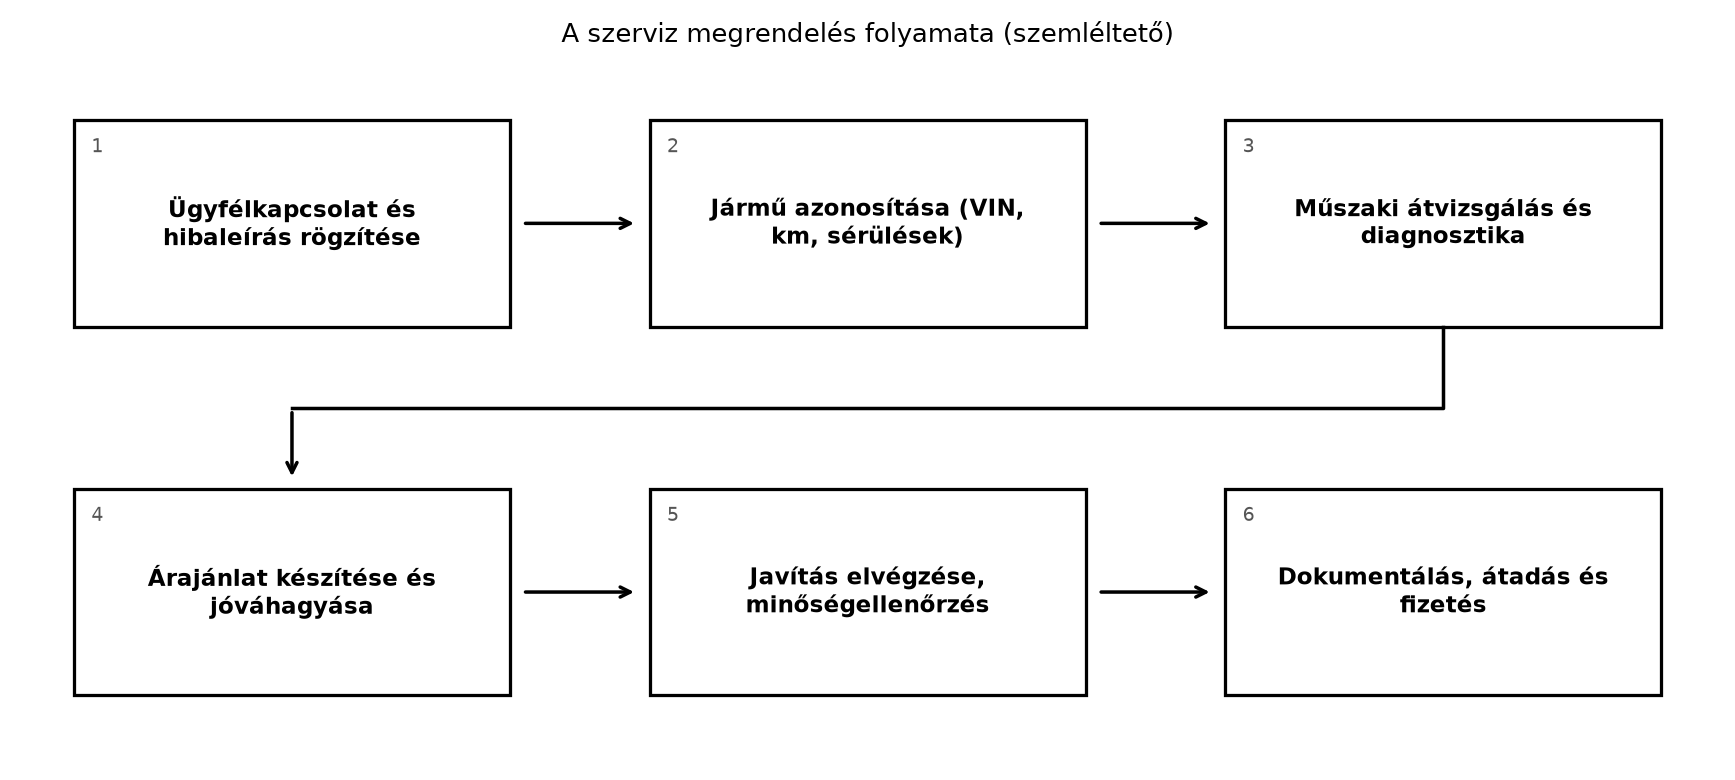 A szerviz megrendelés folyamata (szemléltető)
1
Ügyfélkapcsolat és
hibaleírás rögzítése
2
Jármű azonosítása (VIN,
km, sérülések)
3
Műszaki átvizsgálás és
diagnosztika
4
Árajánlat készítése és
jóváhagyása
5
Javítás elvégzése,
minőségellenőrzés
6
Dokumentálás, átadás és
fizetés